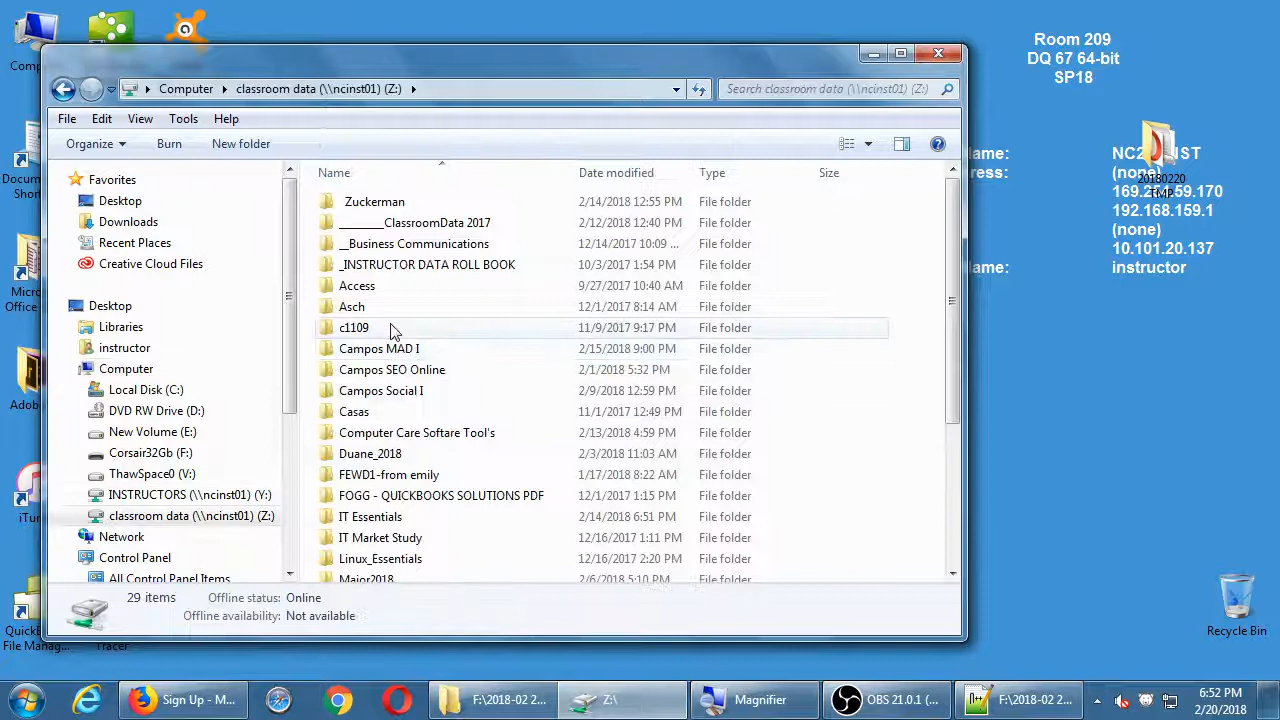 Room 209
DQ 67 64-bit
SP18
Computer
classroom data (\\ncinst01) (Z:)
Search classroom data (\\ncinst01) (Z:)
File Edit View Tools Help
Organize Burn New folder
Name Date modified Type Size
Favorites
Desktop
Downloads
Recent Places
Creative Cloud Files
Desktop
Libraries
instructor
Computer
Local Disk (C:)
DVD RW Drive (D:)
New Volume (E:)
Corsair32Gb (F:)
ThawSpace0 (V:)
INSTRUCTORS (\\ncinst01) (Y:)
classroom data (\\ncinst01) (Z:)
Network
Control Panel
All Control Panel Items
Zuckerman 2/14/2018 12:55 PM File folder
________ClassroomData 2017 2/12/2018 12:40 PM File folder
__Business Communications 12/14/2017 10:09 ... File folder
_INSTRUCTOR DATA ROLL BOOK 10/3/2017 1:54 PM File folder
Access 9/27/2017 10:40 AM File folder
Asch 12/1/2017 8:14 AM File folder
c1109 11/9/2017 9:17 PM File folder
Campos MAD I 2/15/2018 9:00 PM File folder
Campos SEO Online 2/1/2018 5:32 PM File folder
Campos Social I 2/9/2018 12:59 PM File folder
Casas 11/1/2017 12:49 PM File folder
Computer Care Softare Tool's 2/13/2018 4:59 PM File folder
Duane_2018 2/3/2018 11:03 AM File folder
FEWD1-from emily 1/17/2018 8:22 AM File folder
FOGG - QUICKBOOKS SOLUTIONS PDF 12/1/2017 1:15 PM File folder
IT Essentials 2/14/2018 6:51 PM File folder
IT Market Study 12/16/2017 1:11 PM File folder
Linux_Essentials 12/16/2017 2:20 PM File folder
Major2018 2/6/2018 5:10 PM File folder
29 items Offline status: Online
Offline availability: Not available
(none)
169.254.59.170
192.168.159.1
(none)
10.101.20.137
instructor
20180220
TMP
Recycle Bin
File Manag...
Tracer
Sign Up - M...
F:\2018-02 2...
Z:\
Magnifier
OBS 21.0.1 (...
F:\2018-02 2...
6:52 PM
2/20/2018